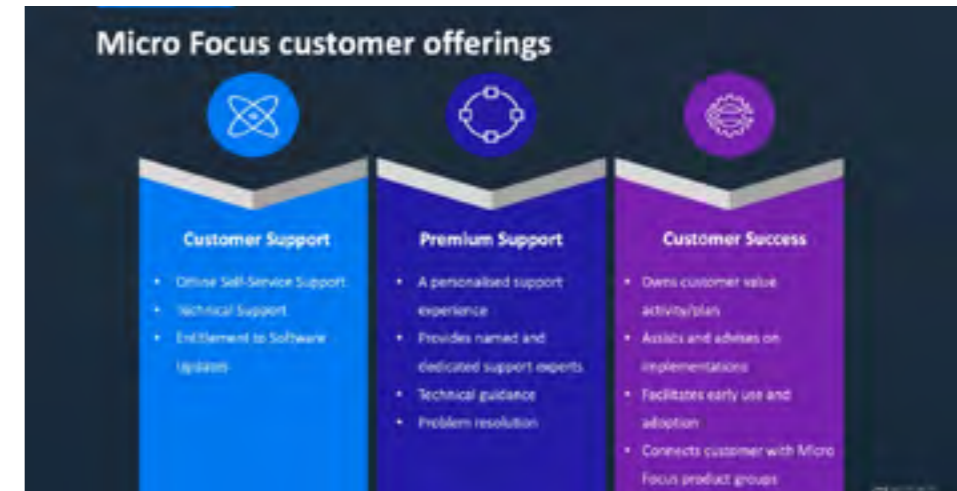 Micro Focus customer offerings
Customer Support
• Online Self-Service Support
• Technical Support
• Entitlement to Software
Updates
Premium Support
• A personalised support
experience
• Provides named and
dedicated support experts
• Technical guidance
• Problem resolution
Customer Success
• Owns customer value
activity/plan
• Assists and advises on
implementations
• Facilitates early use and
adoption
• Connects customer with Micro
Focus product groups